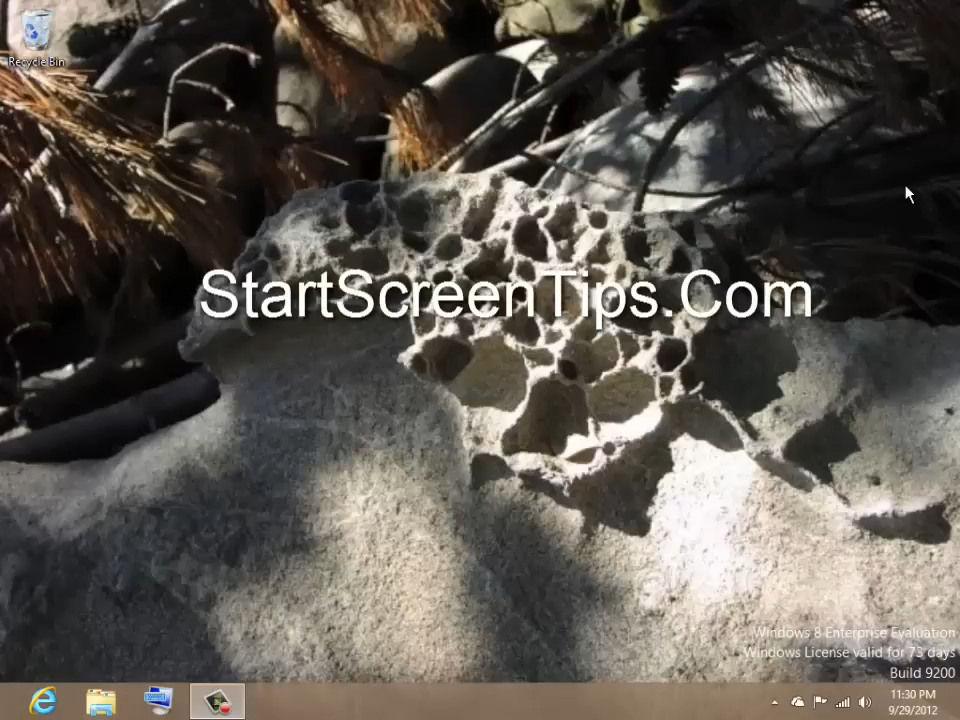 Recycle Bin
StartScreenTips.Com
Windows 8 Enterprise Evaluation
Windows License valid for 73 days
Build 9200
11:30 PM
9/29/2012